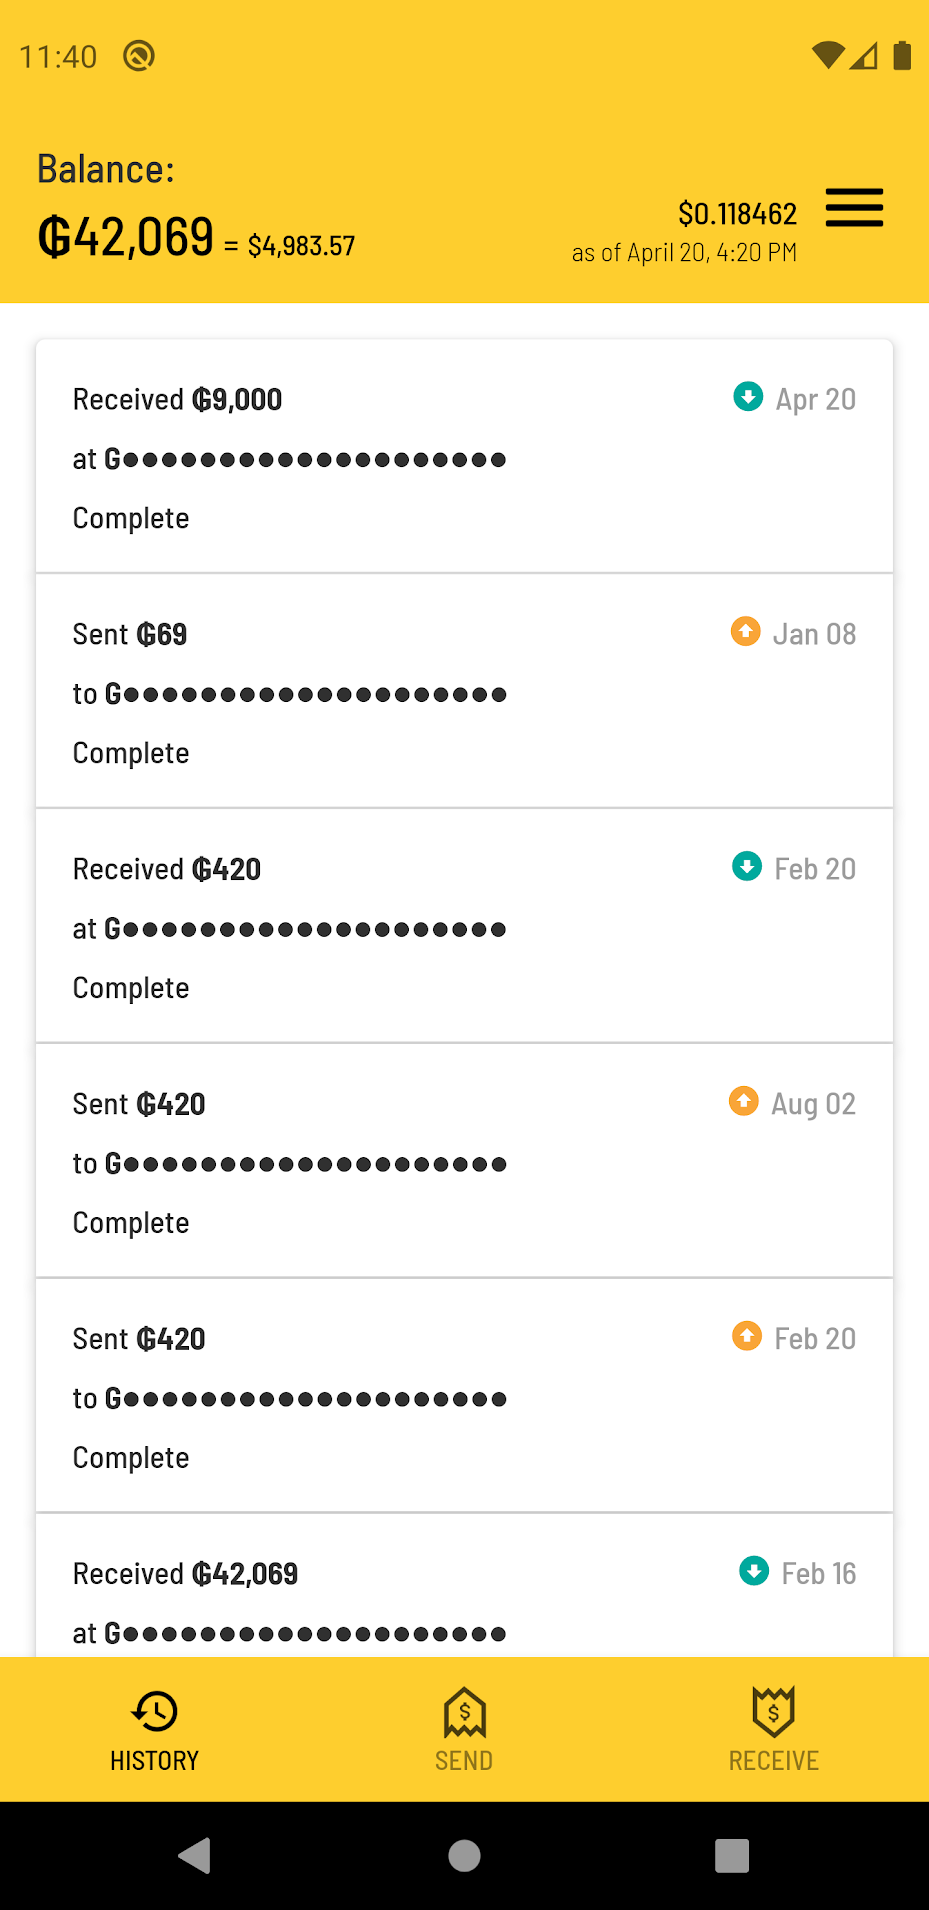 11:40
Balance:
₲42,069 = $4,983.57
$0.118462
as of April 20, 4:20 PM
Received ₲9,000
Apr 20
at G●●●●●●●●●●●●●●●●●●●●
Complete
Sent ₲69
Jan 08
to G●●●●●●●●●●●●●●●●●●●●
Complete
Received ₲420
Feb 20
at G●●●●●●●●●●●●●●●●●●●●
Complete
Sent ₲420
Aug 02
to G●●●●●●●●●●●●●●●●●●●●
Complete
Sent ₲420
Feb 20
to G●●●●●●●●●●●●●●●●●●●●
Complete
Received ₲42,069
Feb 16
at G●●●●●●●●●●●●●●●●●●●●
HISTORY
SEND
RECEIVE